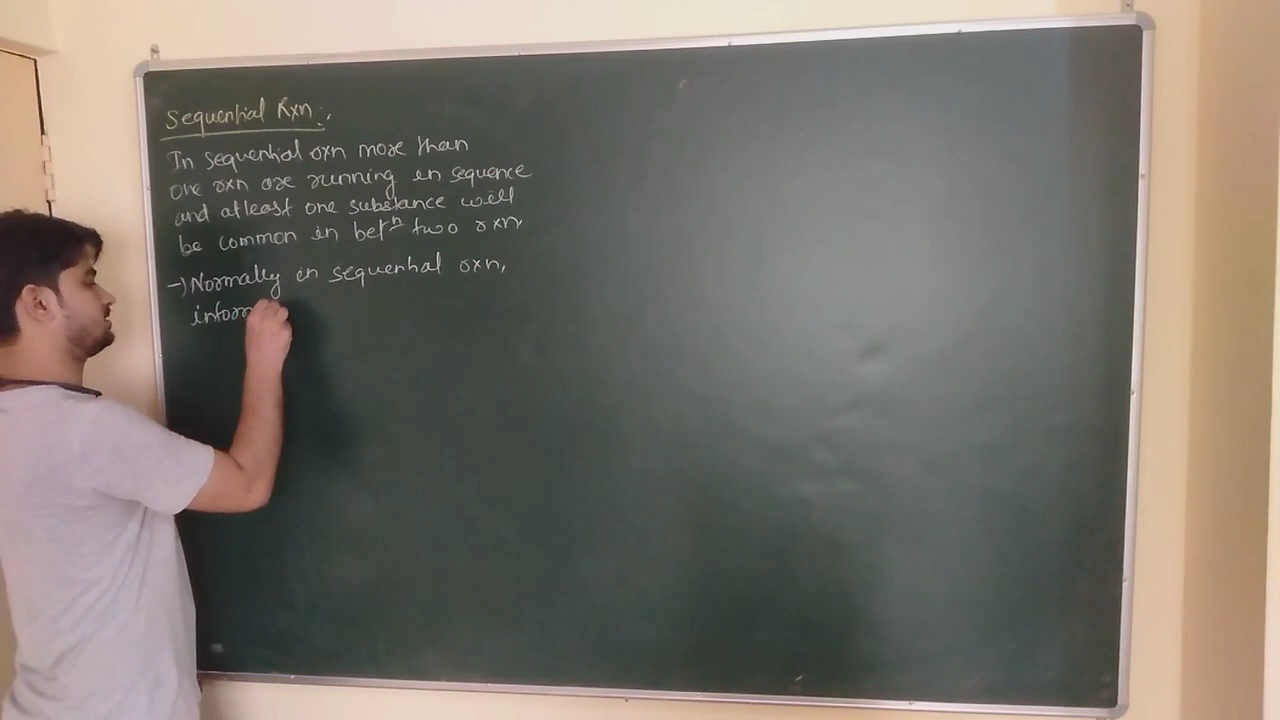 Sequential Rxn:,
In sequential rxn more than
one rxn are running in sequence
and atleast one substance will
be common in betⁿ two rxn,
→ Normally in sequential rxn,
inform